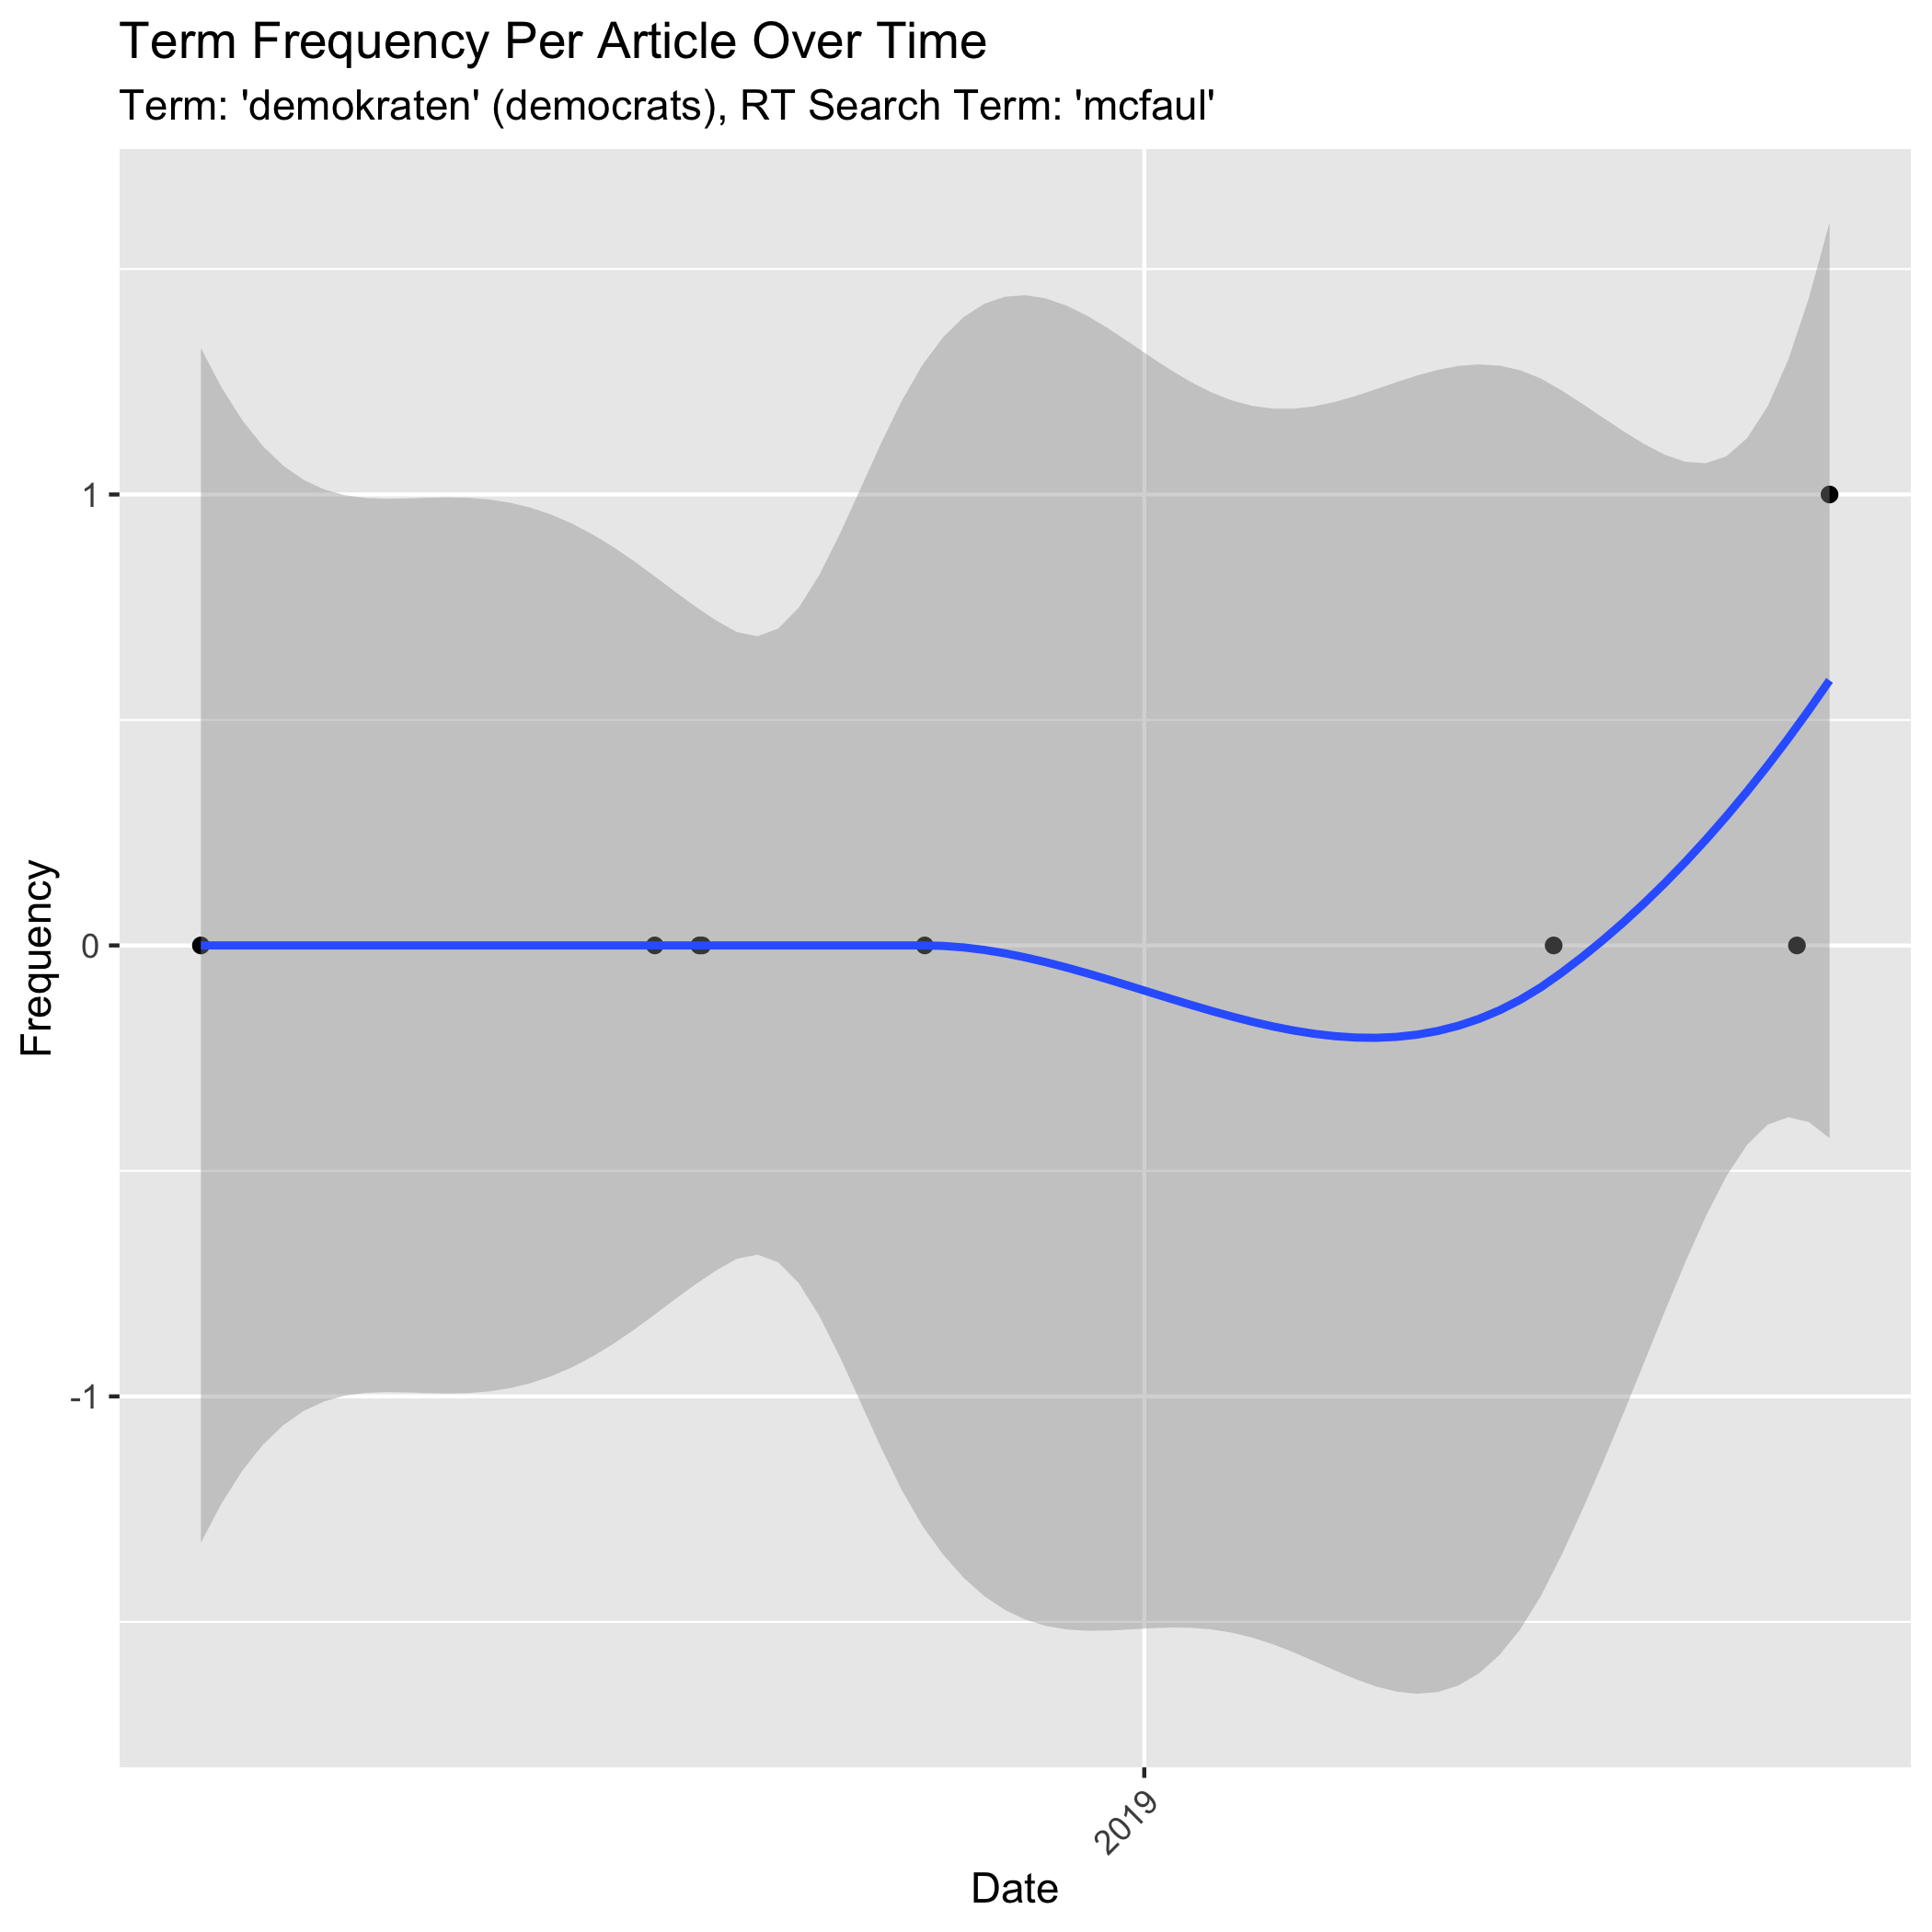 Term Frequency Per Article Over Time
Term: 'demokraten' (democrats), RT Search Term: 'mcfaul'
Frequency
1
0
-1
2019
Date